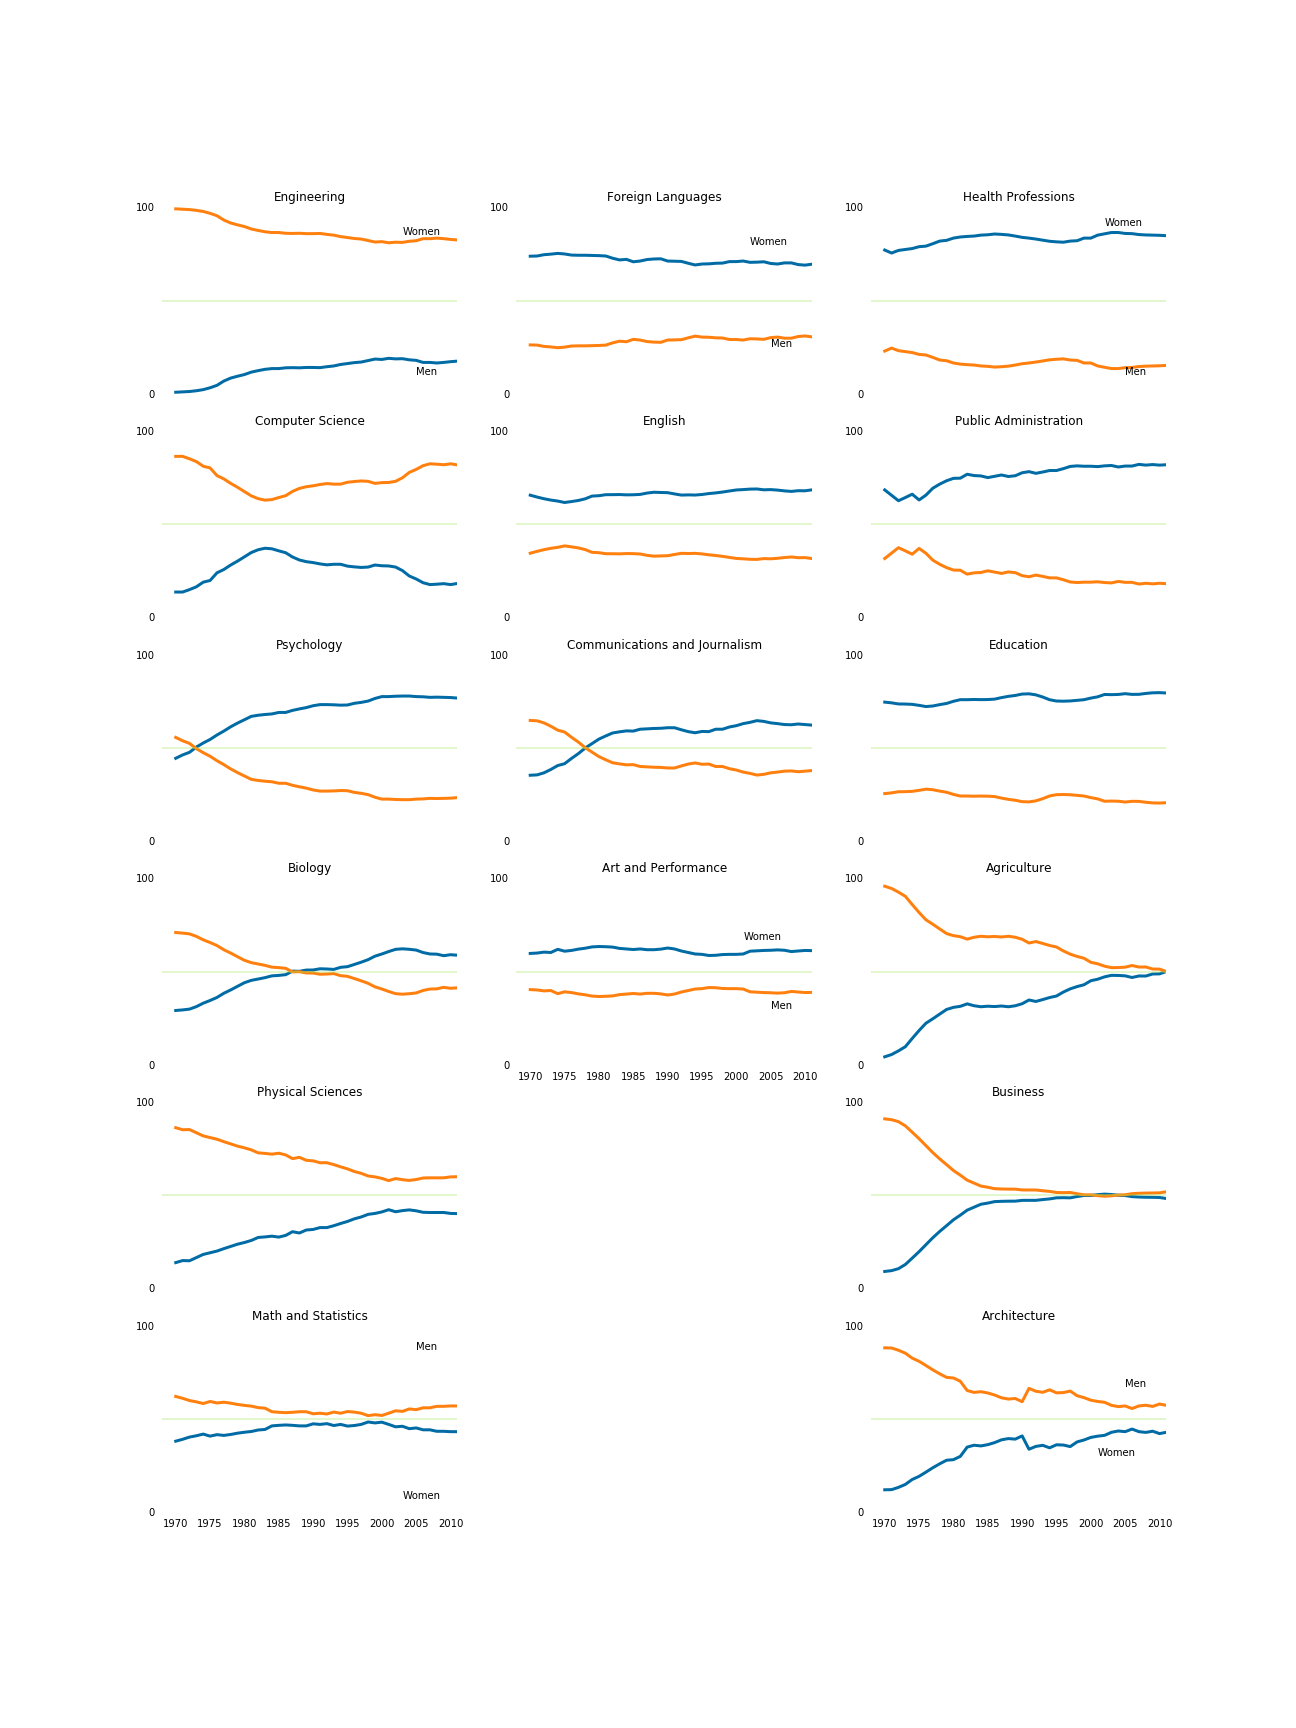 Engineering
Foreign Languages
Health Professions
100
100
100
Women
Women
Women
Men
Men
Men
0
0
0
Computer Science
English
Public Administration
100
100
100
0
0
0
Psychology
Communications and Journalism
Education
100
100
100
0
0
0
Biology
Art and Performance
Agriculture
100
100
100
Women
Men
0
0
0
1970 1975 1980 1985 1990 1995 2000 2005 2010
Physical Sciences
Business
100
100
0
0
Math and Statistics
Architecture
100
100
Men
Men
Women
Women
0
0
1970 1975 1980 1985 1990 1995 2000 2005 2010
1970 1975 1980 1985 1990 1995 2000 2005 2010